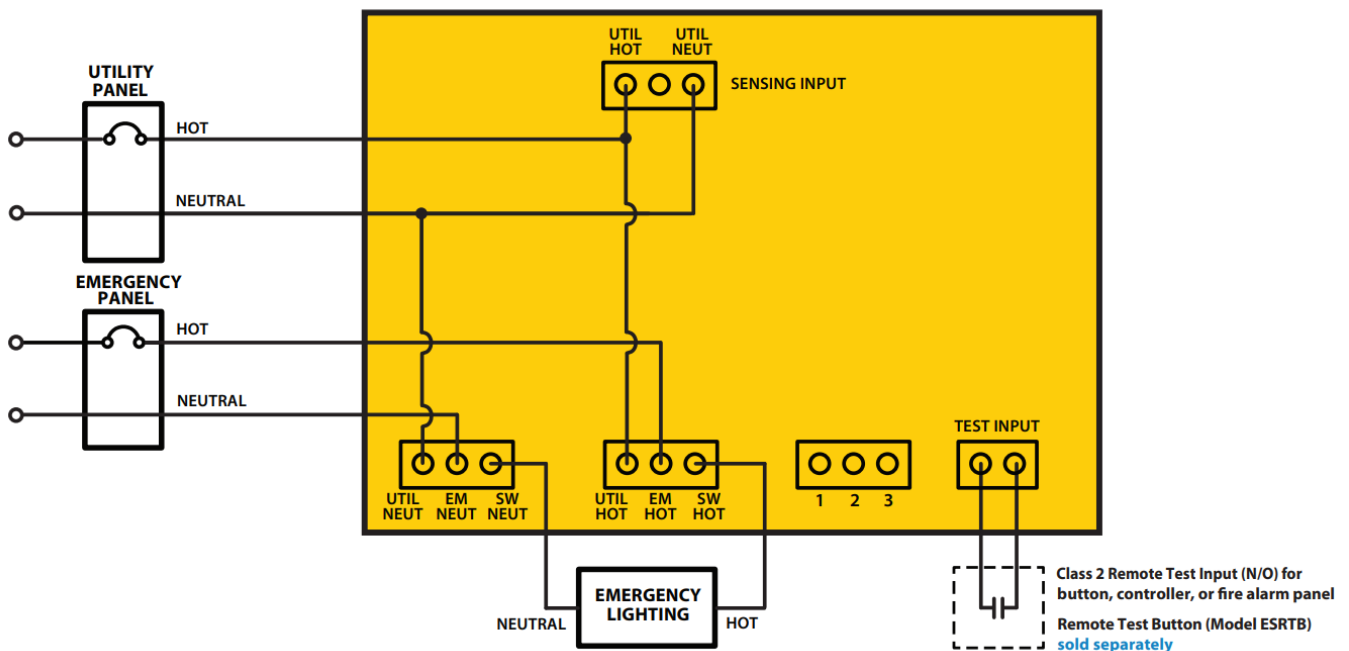 UTIL HOT
UTIL NEUT
SENSING INPUT
UTILITY
PANEL
HOT
NEUTRAL
EMERGENCY
PANEL
HOT
NEUTRAL
TEST INPUT
UTIL NEUT
EM NEUT
SW NEUT
UTIL HOT
EM HOT
SW HOT
1 2 3
EMERGENCY
LIGHTING
NEUTRAL
HOT
Class 2 Remote Test Input (N/O) for
button, controller, or fire alarm panel
Remote Test Button (Model ESRTB)
sold separately